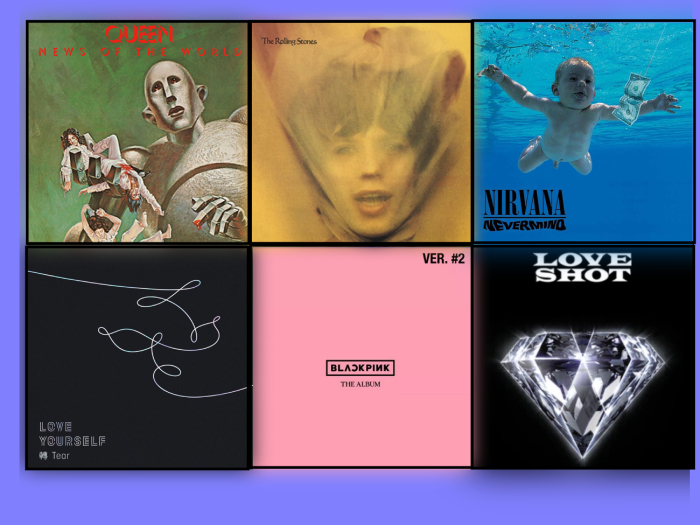 QUEEN
NEWS OF THE WORLD
The Rolling Stones
NIRVANA
NEVERMIND
LOVE
YOURSELF
轉 Tear
VER. #2
BLACKPINK
THE ALBUM
LOVE
SHOT